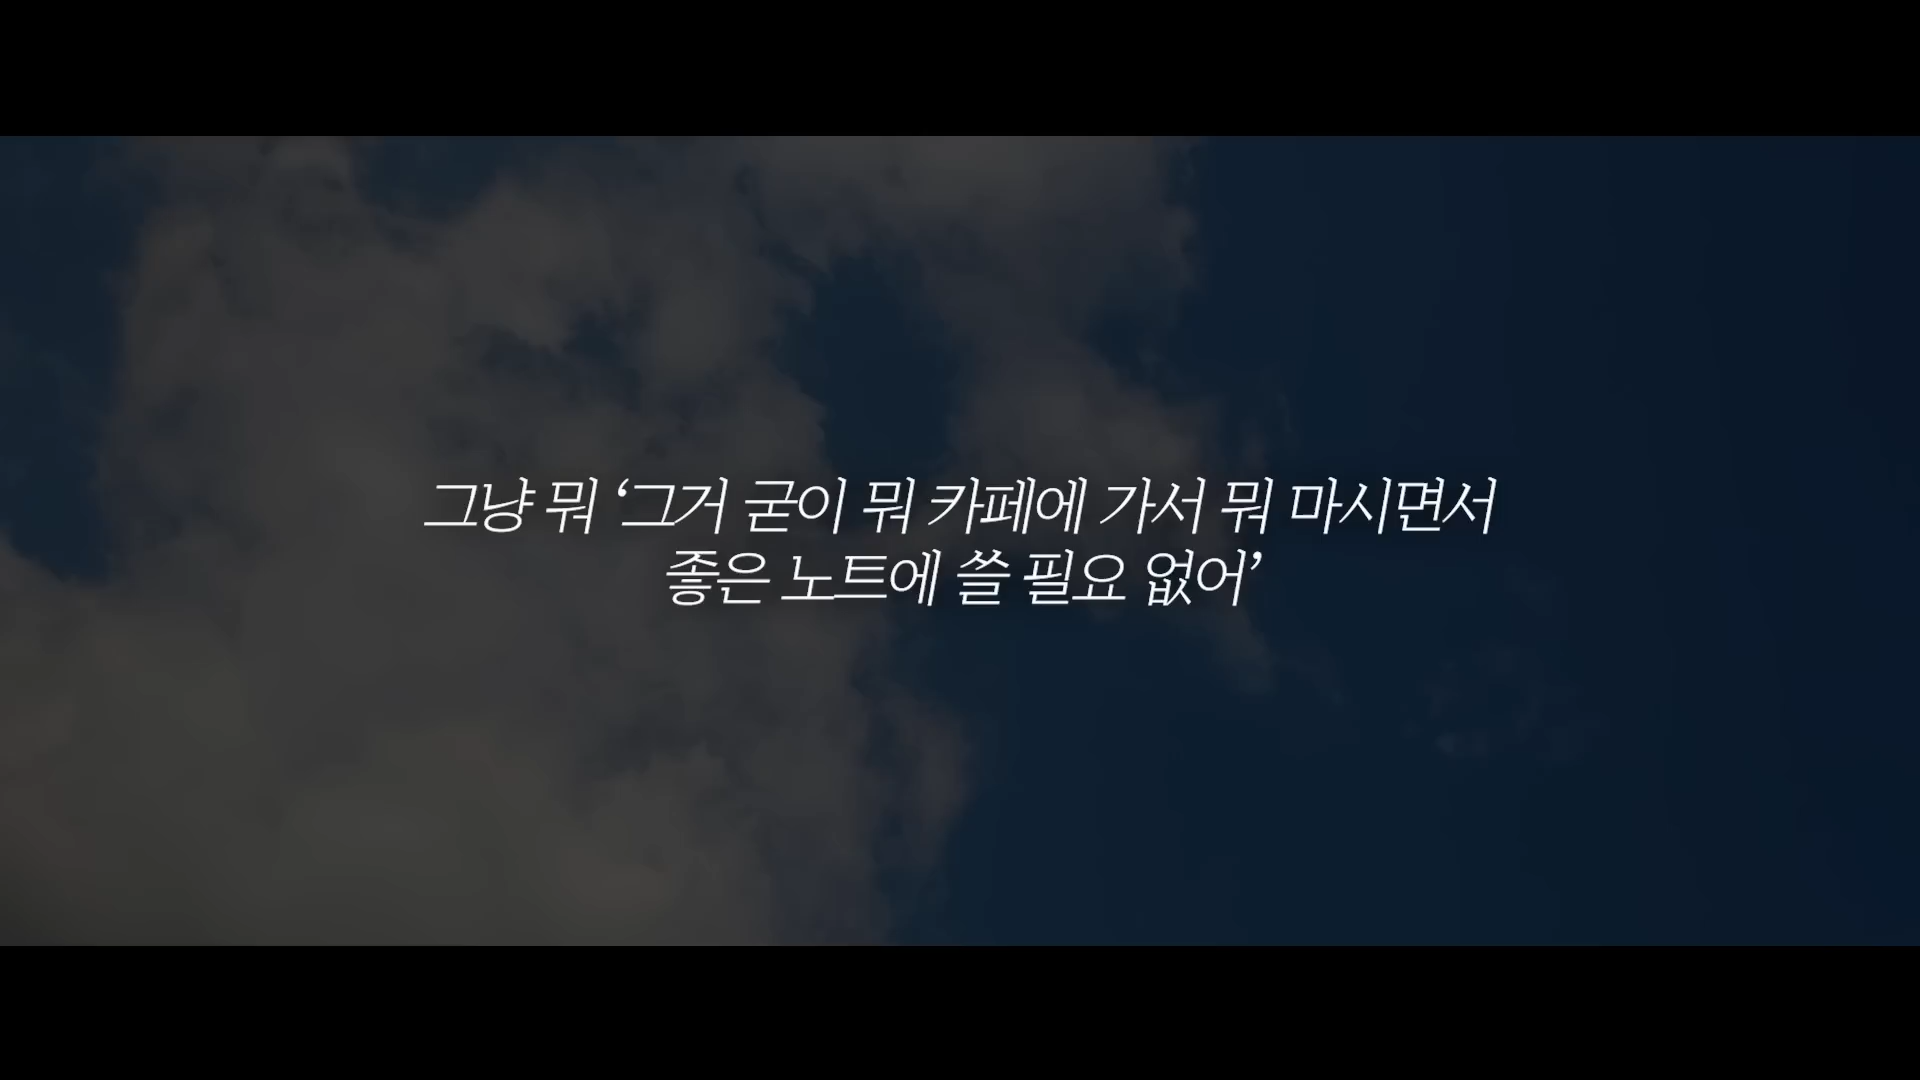 그냥 뭐 ‘그거 굳이 뭐 카페에 가서 뭐 마시면서
좋은 노트에 쓸 필요 없어’